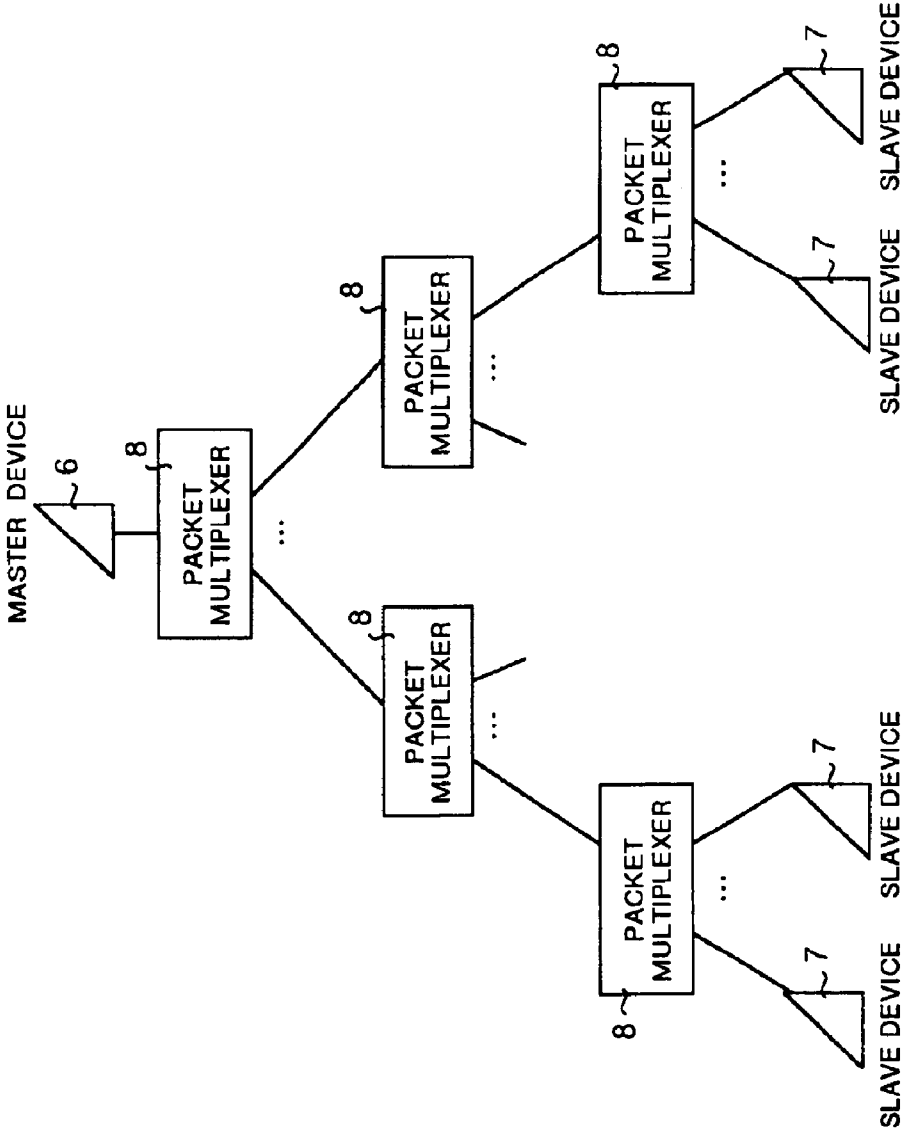 MASTER DEVICE
6
8
PACKET
MULTIPLEXER
...
8
PACKET
MULTIPLEXER
...
8
PACKET
MULTIPLEXER
...
8
PACKET
MULTIPLEXER
...
8
PACKET
MULTIPLEXER
...
7
SLAVE DEVICE
7
SLAVE DEVICE
7
SLAVE DEVICE
7
SLAVE DEVICE